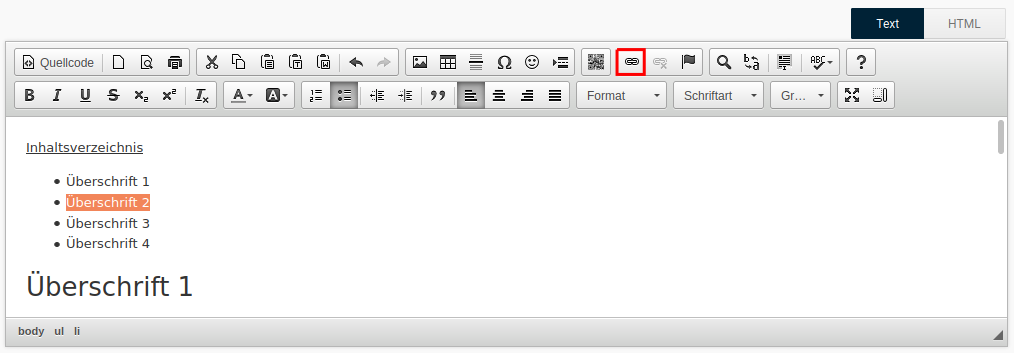 Text HTML
Quellcode
Format Schriftart Gr…
Inhaltsverzeichnis
Überschrift 1
Überschrift 2
Überschrift 3
Überschrift 4
Überschrift 1
body ul li